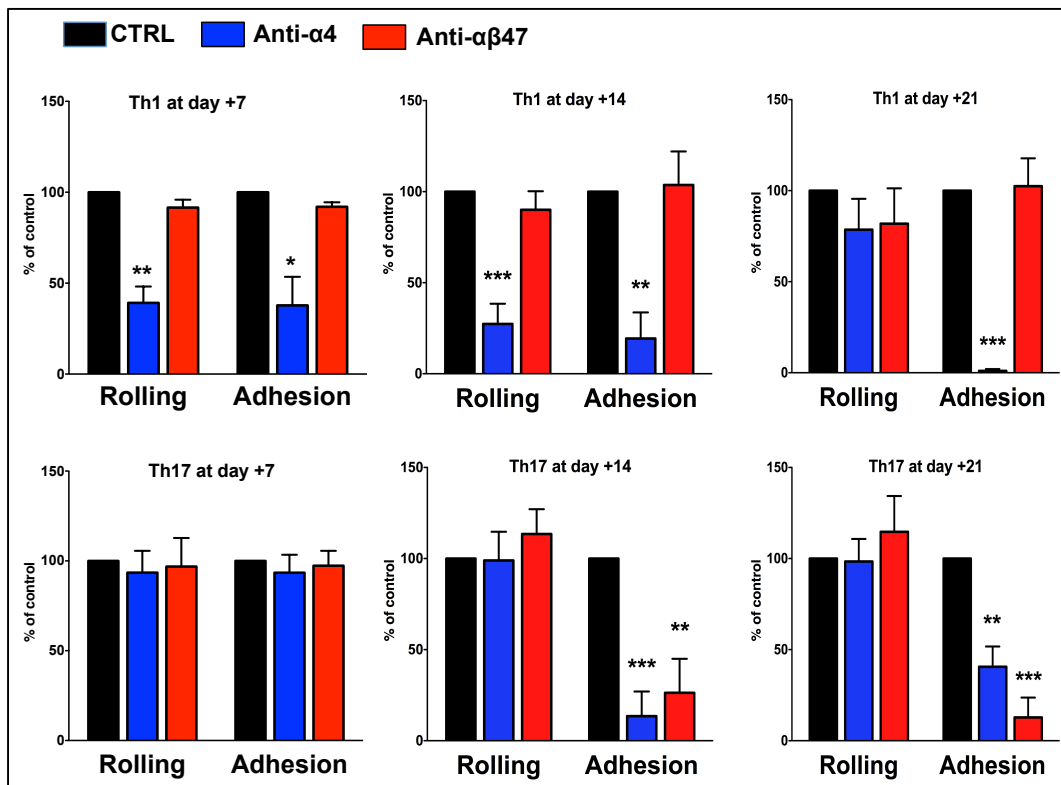 CTRL Anti-α4 Anti-αβ47
Th1 at day +7
% of control
150
100
50
0
**
*
Rolling Adhesion
Th1 at day +14
% of control
150
100
50
0
***
**
Rolling Adhesion
Th1 at day +21
% of control
150
100
50
0
***
Rolling Adhesion
Th17 at day +7
% of control
150
100
50
0
Rolling Adhesion
Th17 at day +14
% of control
150
100
50
0
***
**
Rolling Adhesion
Th17 at day +21
% of control
150
100
50
0
**
***
Rolling Adhesion